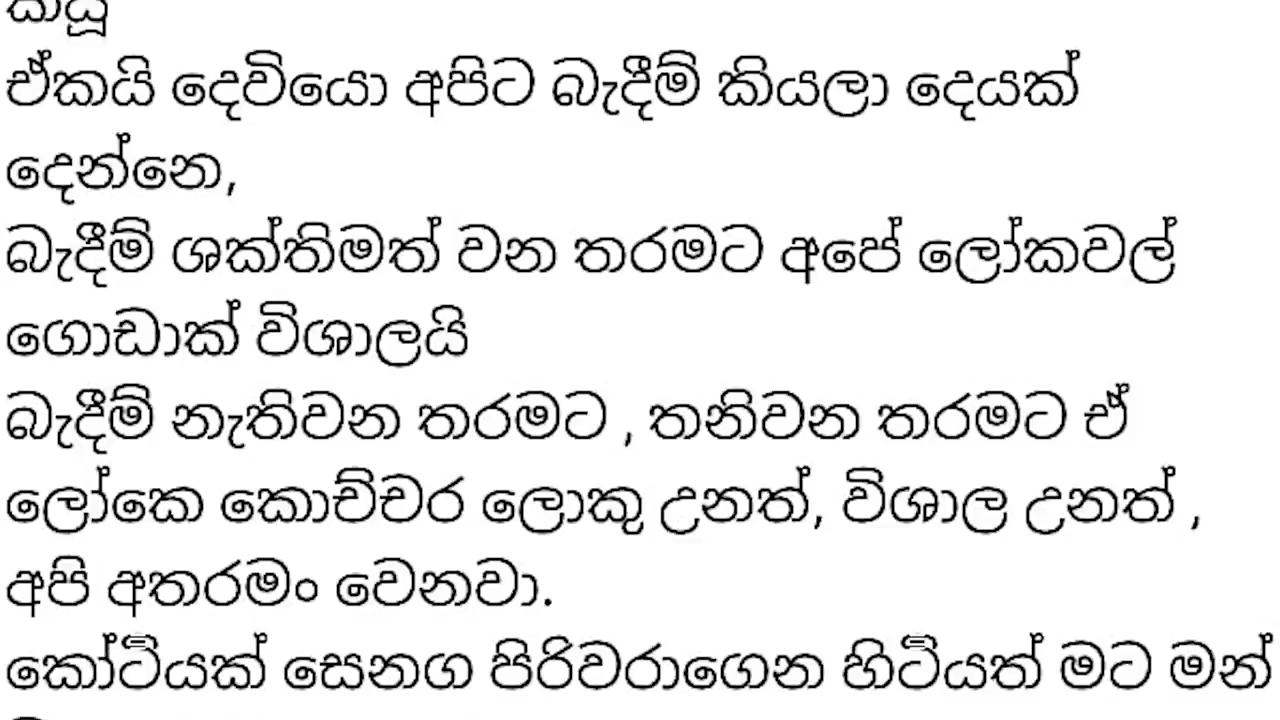 ඒකයි දෙවියො අපිට බැදීම් කියලා දෙයක්
දෙන්නෙ,
බැදීම් ශක්තිමත් වන තරමට අපේ ලෝකවල්
ගොඩාක් විශාලයි
බැදීම් නැතිවන තරමට , තනිවන තරමට ඒ
ලෝකෙ කොච්චර ලොකු උනත්, විශාල උනත් ,
අපි අතරමං වෙනවා.
කෝටියක් සෙනග පිරිවරාගෙන හිටියත් මට මන්